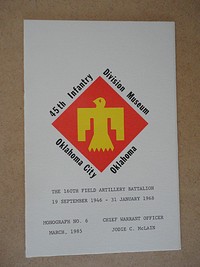 45th Infantry
Division Museum
Oklahoma City
Oklahoma
THE 160TH FIELD ARTILLERY BATTALION
19 SEPTEMBER 1946 - 31 JANUARY 1968
MONOGRAPH NO. 6
CHIEF WARRANT OFFICER
MARCH, 1985
JUDGE C. McLAIN